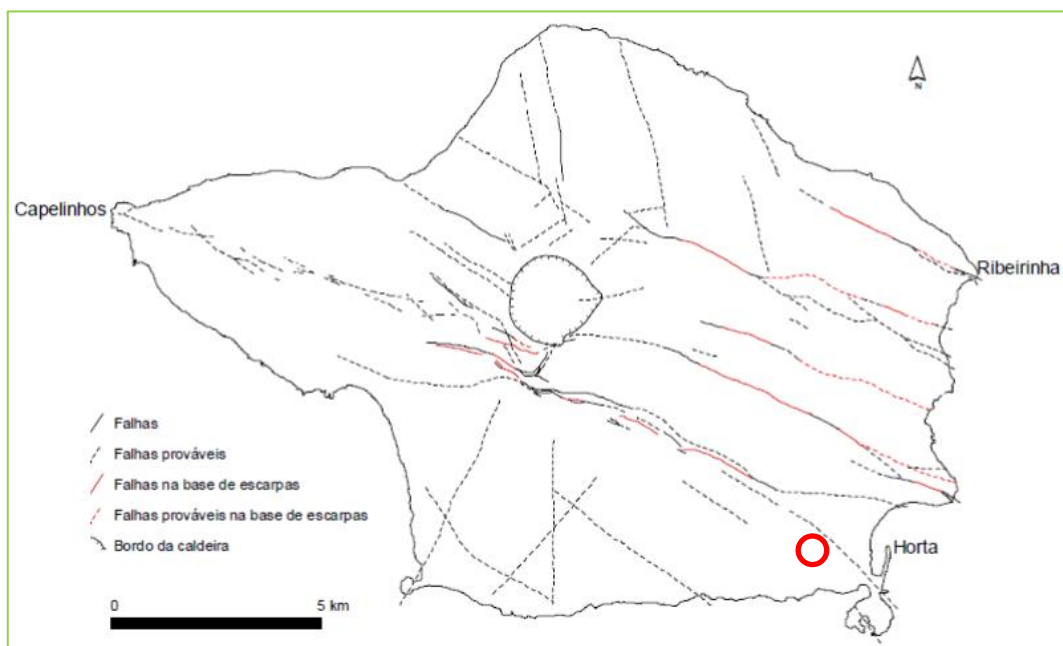 N
Capelinhos
Ribeirinha
Falhas
Falhas prováveis
Falhas na base de escarpas
Falhas prováveis na base de escarpas
Bordo da caldeira
Horta
0 5 km